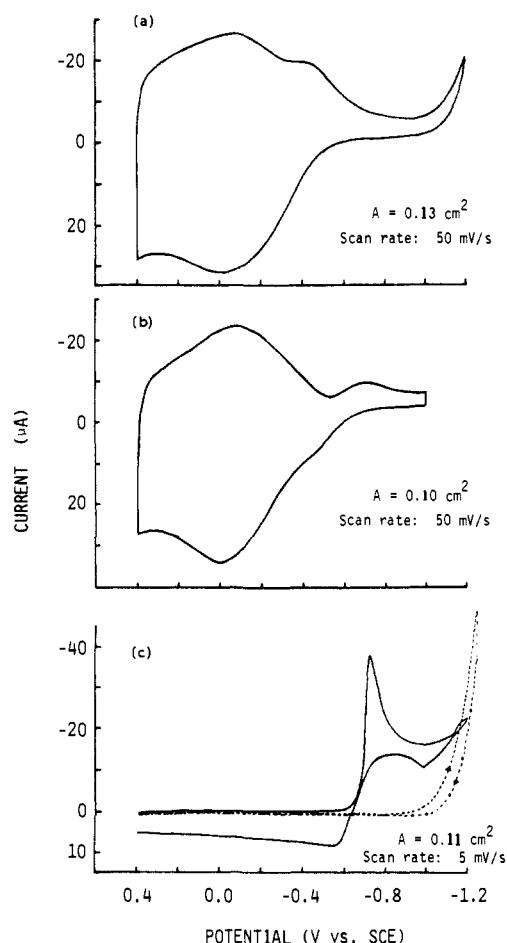 (a)
-20
0
20
A = 0.13 cm²
Scan rate: 50 mV/s
(b)
-20
0
20
A = 0.10 cm²
Scan rate: 50 mV/s
CURRENT (μA)
(c)
-40
-20
0
10
A = 0.11 cm²
Scan rate: 5 mV/s
0.4 0.0 -0.4 -0.8 -1.2
POTENTIAL (V vs. SCE)